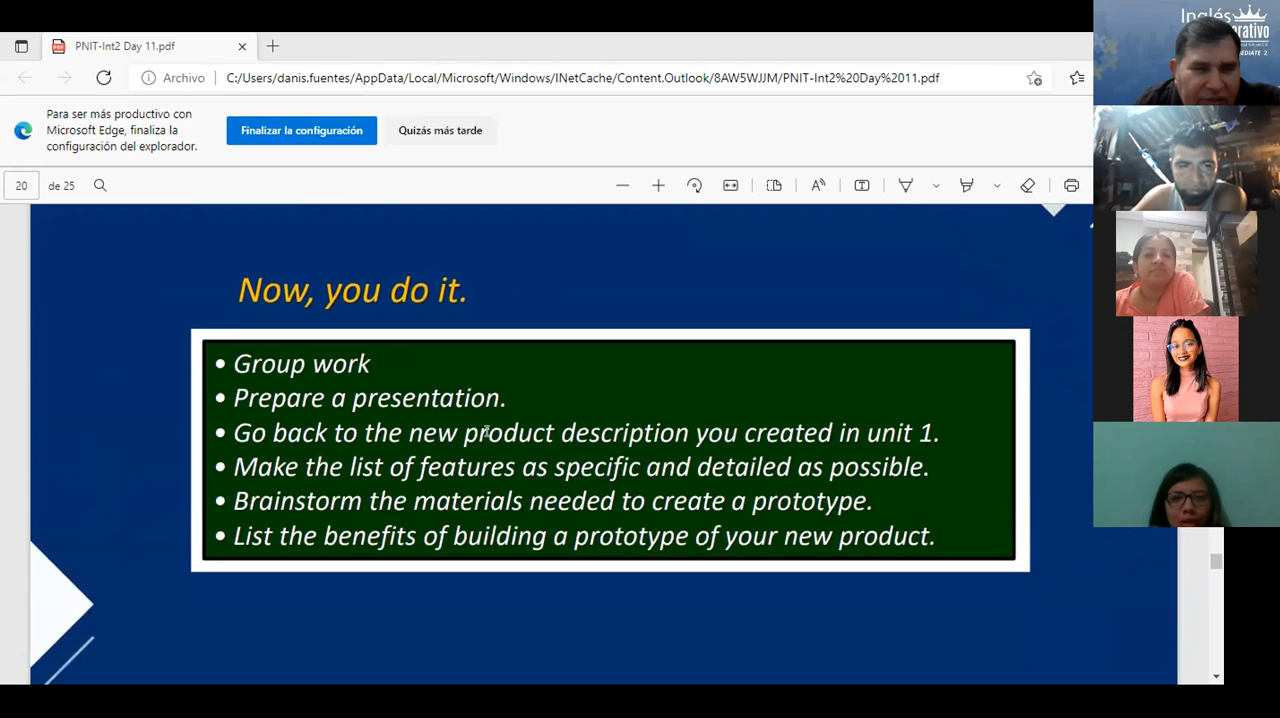 PNIT-Int2 Day 11.pdf
Archivo
C:/Users/danis.fuentes/AppData/Local/Microsoft/Windows/INetCache/Content.Outlook/8AW5WJJM/PNIT-Int2%20Day%2011.pdf
Para ser más productivo con
Microsoft Edge, finaliza la
configuración del explorador.
Finalizar la configuración
Quizás más tarde
20
de 25
Now, you do it.
• Group work
• Prepare a presentation.
• Go back to the new product description you created in unit 1.
• Make the list of features as specific and detailed as possible.
• Brainstorm the materials needed to create a prototype.
• List the benefits of building a prototype of your new product.
Inglés